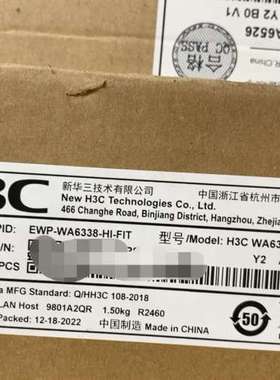 A6526
Y2 B0 V1
QC PASS
合格
3C
新华三技术有限公司
中国浙江省杭州市
New H3C Technologies Co., Ltd.
466 Changhe Road, Binjiang District, Hangzhou, Zhejia
PID: EWP-WA6338-HI-FIT
型号/Model: H3C WA63
Y2
PCS
a MFG Standard: Q/HH3C 108-2018
LAN Host 9801A2QR 1.50kg R2460
Packed: 12-18-2022 中国制造 Made in CHINA
50